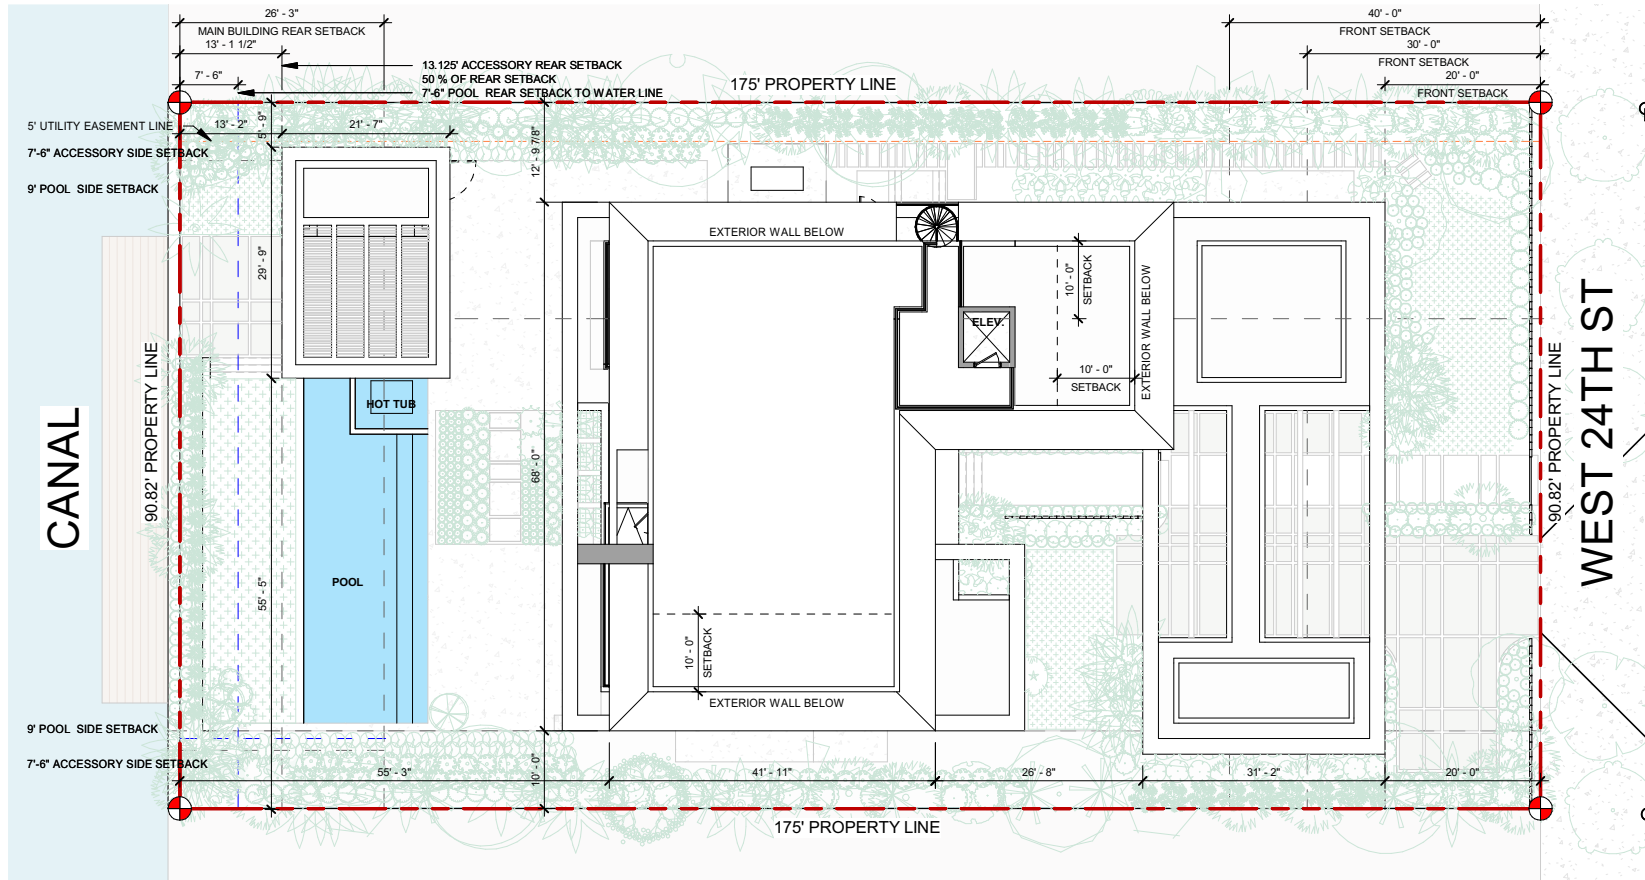 26' - 3"
MAIN BUILDING REAR SETBACK
13' - 1 1/2"
7' - 6"
13.125' ACCESSORY REAR SETBACK
50 % OF REAR SETBACK
7'-6" POOL REAR SETBACK TO WATER LINE
175' PROPERTY LINE
40' - 0"
FRONT SETBACK
30' - 0"
FRONT SETBACK
20' - 0"
FRONT SETBACK
5' UTILITY EASEMENT LINE
13' - 2"
5' - 9"
21' - 7"
7'-6" ACCESSORY SIDE SETBACK
9' POOL SIDE SETBACK
12' - 9 7/8"
EXTERIOR WALL BELOW
29' - 9"
10' - 0"
SETBACK
EXTERIOR WALL BELOW
ELEV.
10' - 0"
SETBACK
HOT TUB
CANAL
90.82' PROPERTY LINE
68' - 0"
90.82' PROPERTY LINE
WEST 24TH ST
POOL
55' - 5"
10' - 0"
SETBACK
EXTERIOR WALL BELOW
9' POOL SIDE SETBACK
7'-6" ACCESSORY SIDE SETBACK
55' - 3"
10' - 0"
41' - 11"
26' - 8"
31' - 2"
20' - 0"
175' PROPERTY LINE